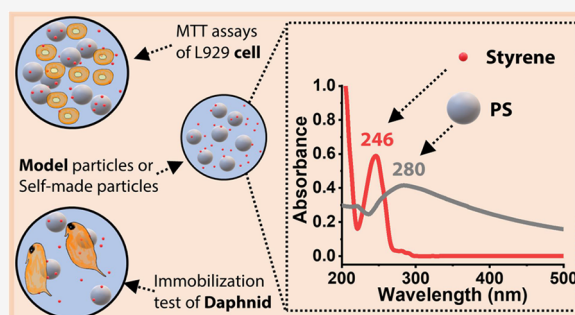 MTT assays
of L929 cell
Model particles or
Self-made particles
Immobilization
test of Daphnid
Styrene
PS
246
280
Absorbance
1.0
0.8
0.6
0.4
0.2
0.0
200
300
400
500
Wavelength (nm)